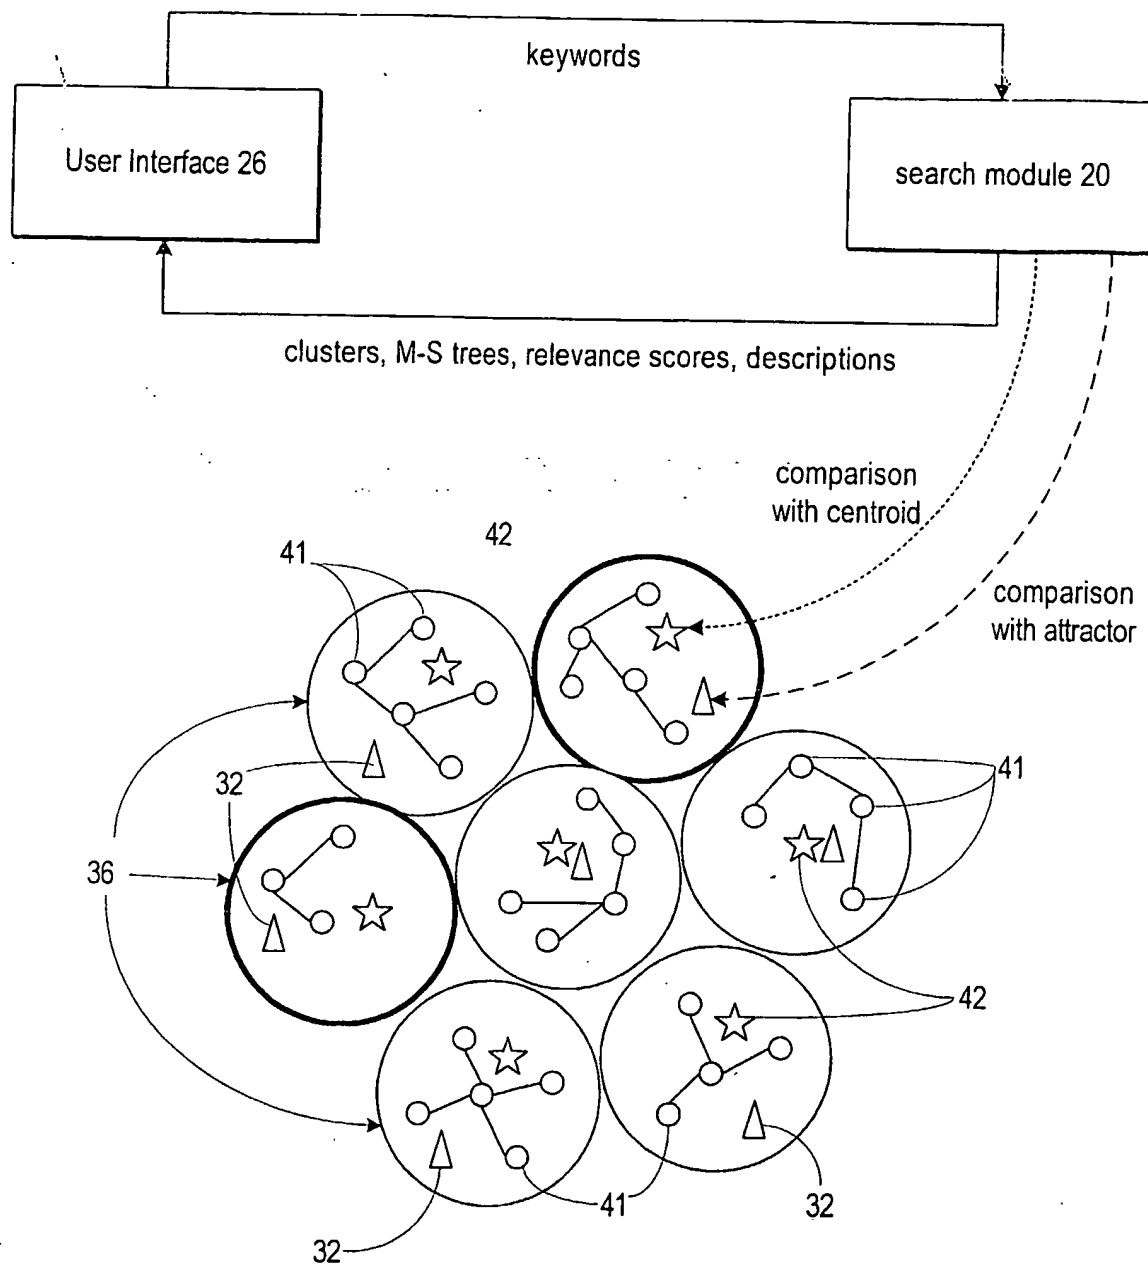 keywords
User Interface 26
search module 20
clusters, M-S trees, relevance scores, descriptions
comparison
with centroid
42
41
comparison
with attractor
32
41
36
42
41
32
32